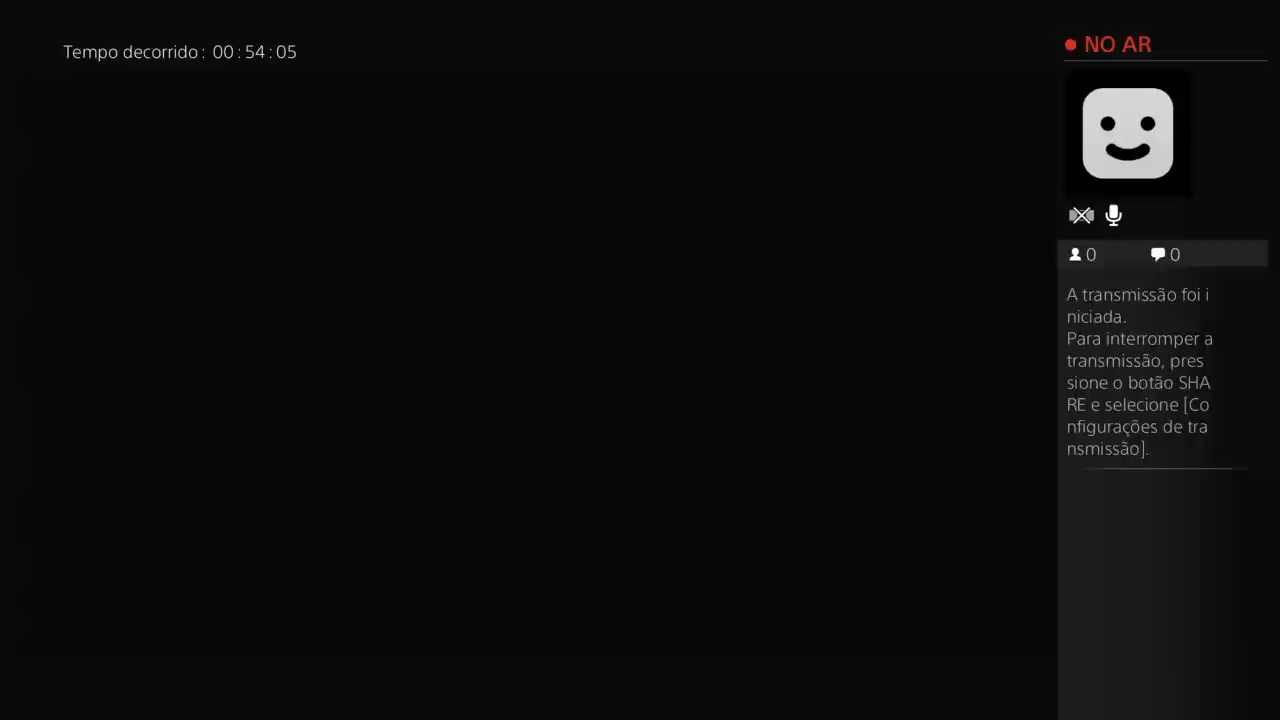 Tempo decorrido: 00:54:05
NO AR
0 0
A transmissão foi i
niciada.
Para interromper a
transmissão, pres
sione o botão SHA
RE e selecione [Co
nfigurações de tra
nsmissão].